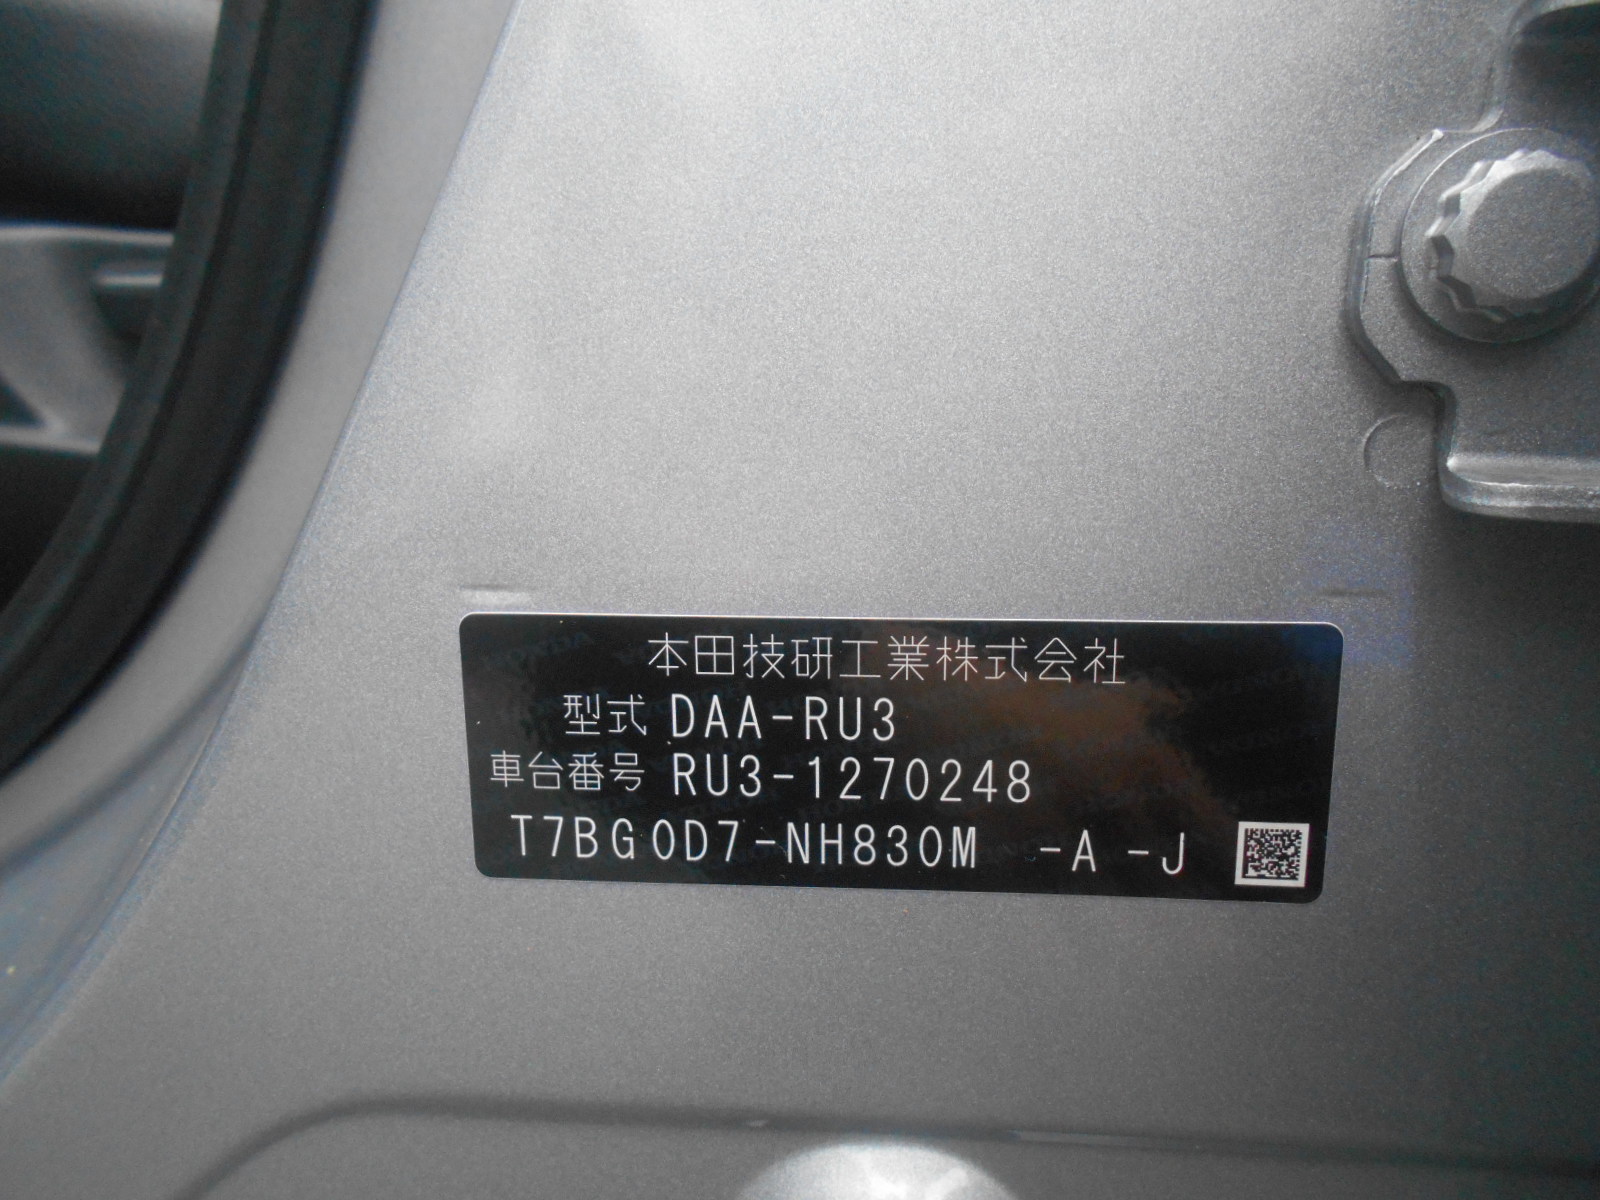 本田技研工業株式会社
型式 DAA-RU3
車台番号 RU3-1270248
T7BG0D7-NH830M -A -J